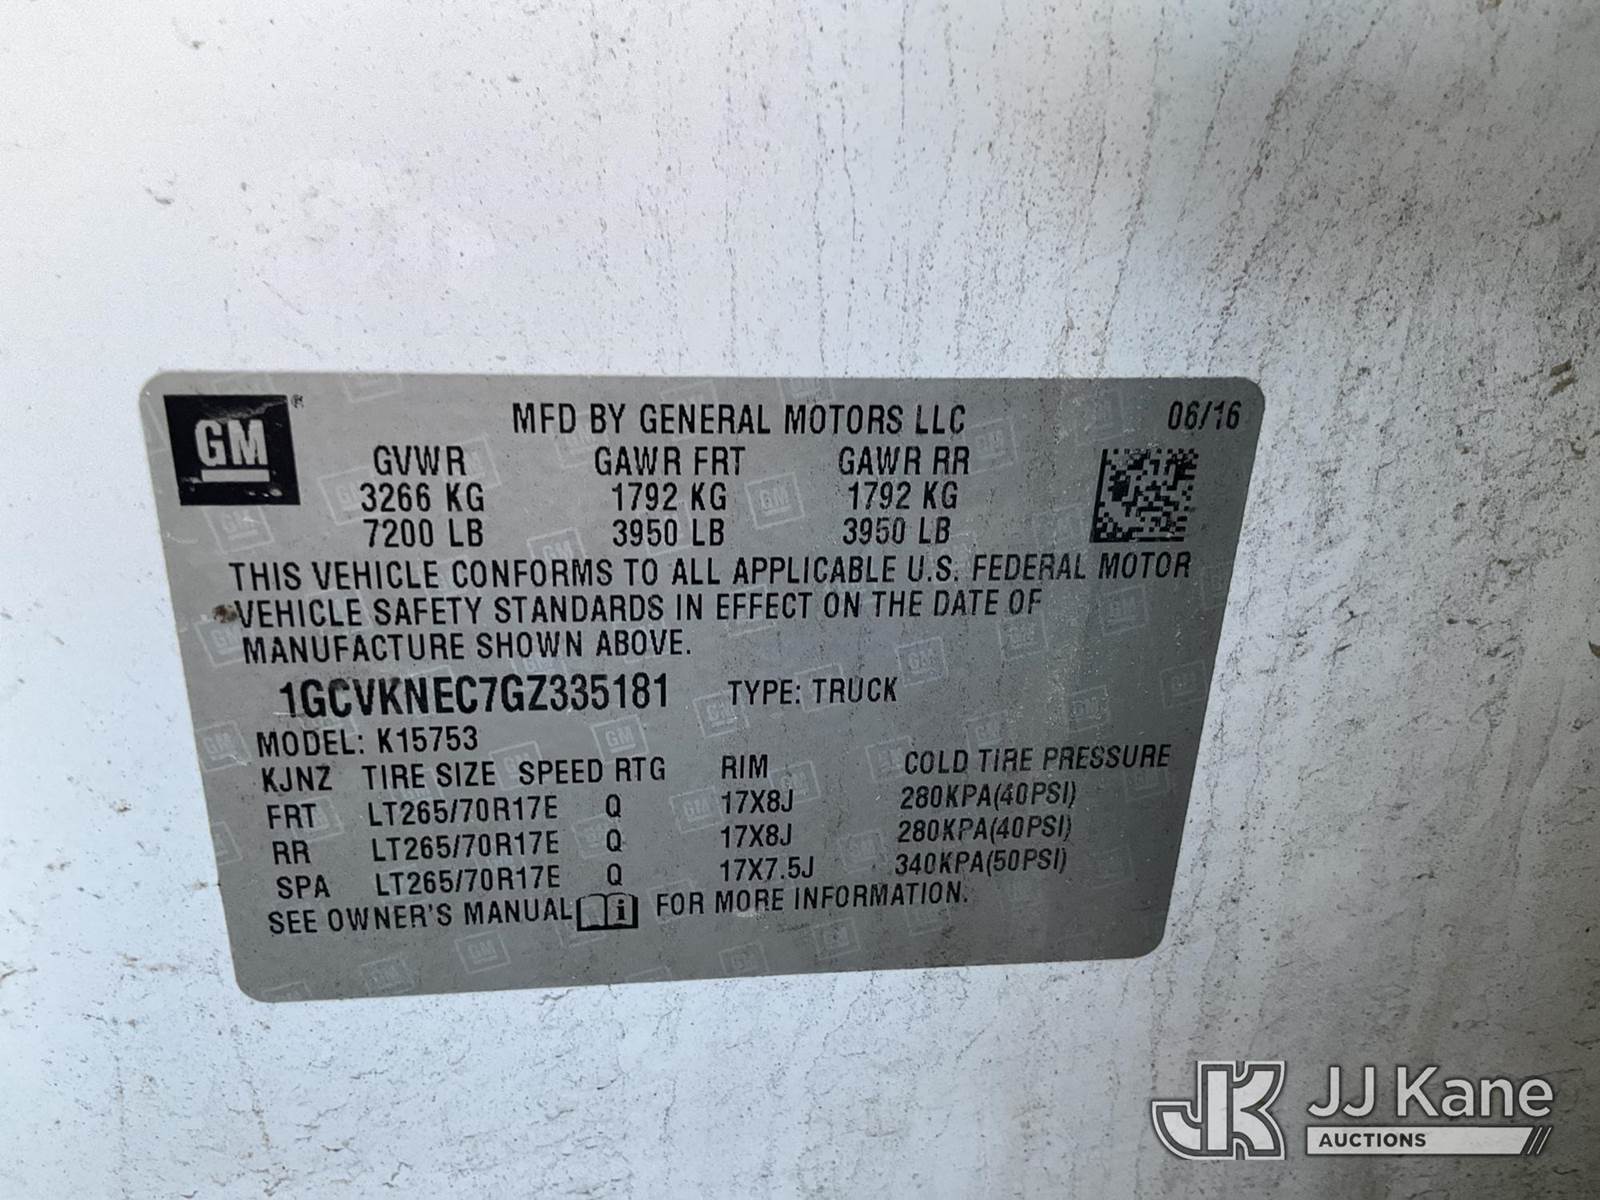 GM®
MFD BY GENERAL MOTORS LLC 06/16
GVWR GAWR FRT GAWR RR
3266 KG 1792 KG 1792 KG
7200 LB 3950 LB 3950 LB
THIS VEHICLE CONFORMS TO ALL APPLICABLE U.S. FEDERAL MOTOR
VEHICLE SAFETY STANDARDS IN EFFECT ON THE DATE OF
MANUFACTURE SHOWN ABOVE.
1GCVKNEC7GZ335181 TYPE: TRUCK
MODEL: K15753
KJNZ TIRE SIZE SPEED RTG RIM COLD TIRE PRESSURE
FRT LT265/70R17E Q 17X8J 280KPA(40PSI)
RR LT265/70R17E Q 17X8J 280KPA(40PSI)
SPA LT265/70R17E Q 17X7.5J 340KPA(50PSI)
SEE OWNER'S MANUAL i FOR MORE INFORMATION.
JK JJ Kane
AUCTIONS